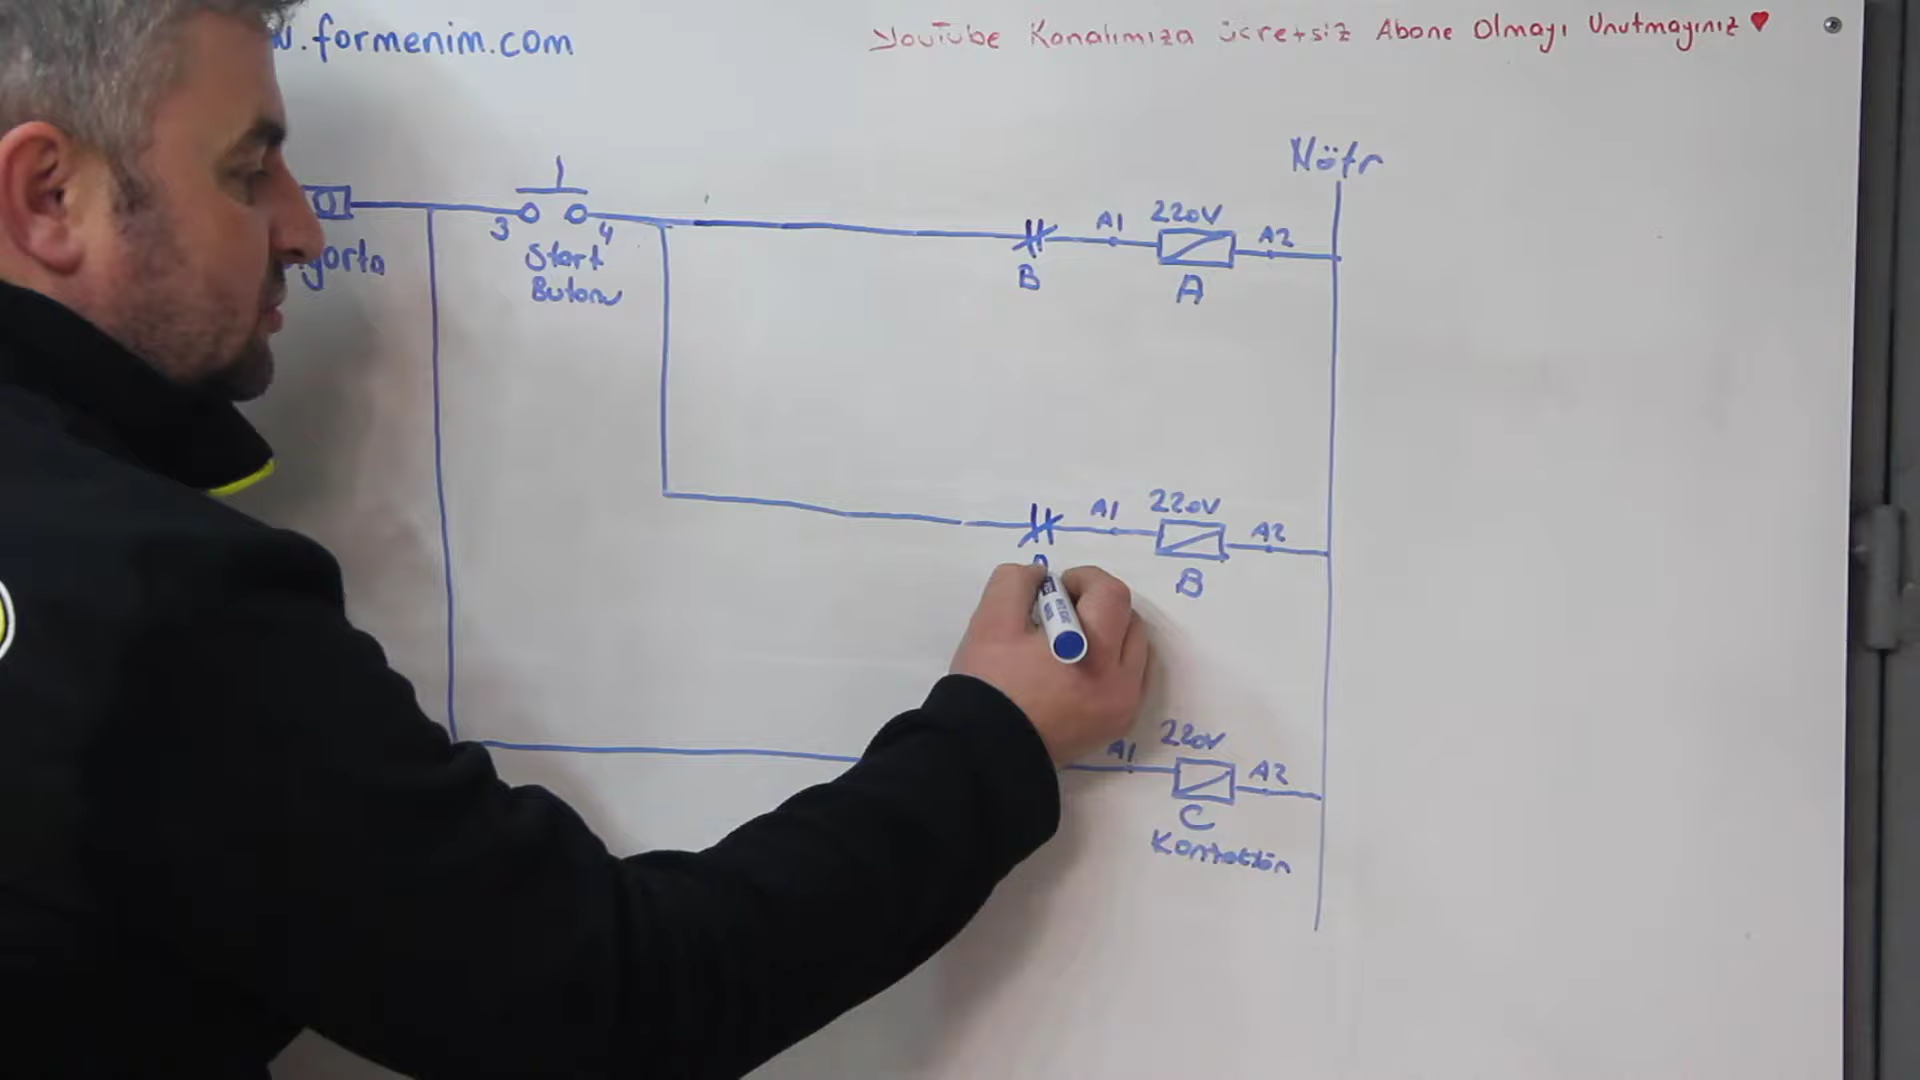 .formenim.com
YouTube Kanalımıza ücretsiz Abone Olmayı Unutmayınız
Nötr
3 4
Start
Butonu
B
A1 220V A2
A
A1 220V A2
B
A1 220V A2
C
Kontaktör